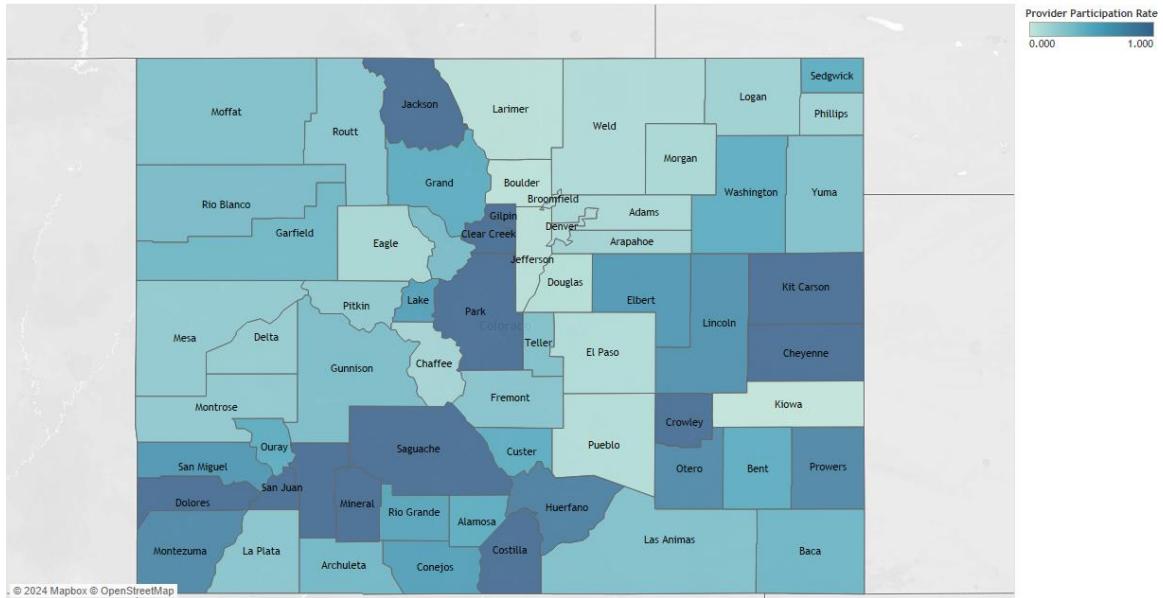 Provider Participation Rate
0.000 1.000
Sedgwick
Moffat
Routt
Jackson
Larimer
Weld
Logan
Phillips
Morgan
Grand
Boulder
Broomfield
Washington
Yuma
Rio Blanco
Garfield
Eagle
Gilpin
Clear Creek
Denver
Adams
Arapahoe
Jefferson
Douglas
Elbert
Lincoln
Kit Carson
Pitkin
Lake
Park
Colorado
Mesa
Delta
Gunnison
Chaffee
Teller
El Paso
Cheyenne
Montrose
Fremont
Kiowa
Crowley
Ouray
Saguache
Custer
Pueblo
San Miguel
Otero
Bent
Prowers
Dolores
San Juan
Mineral
Rio Grande
Alamosa
Huerfano
Montezuma
La Plata
Archuleta
Conejos
Costilla
Las Animas
Baca
© 2024 Mapbox © OpenStreetMap